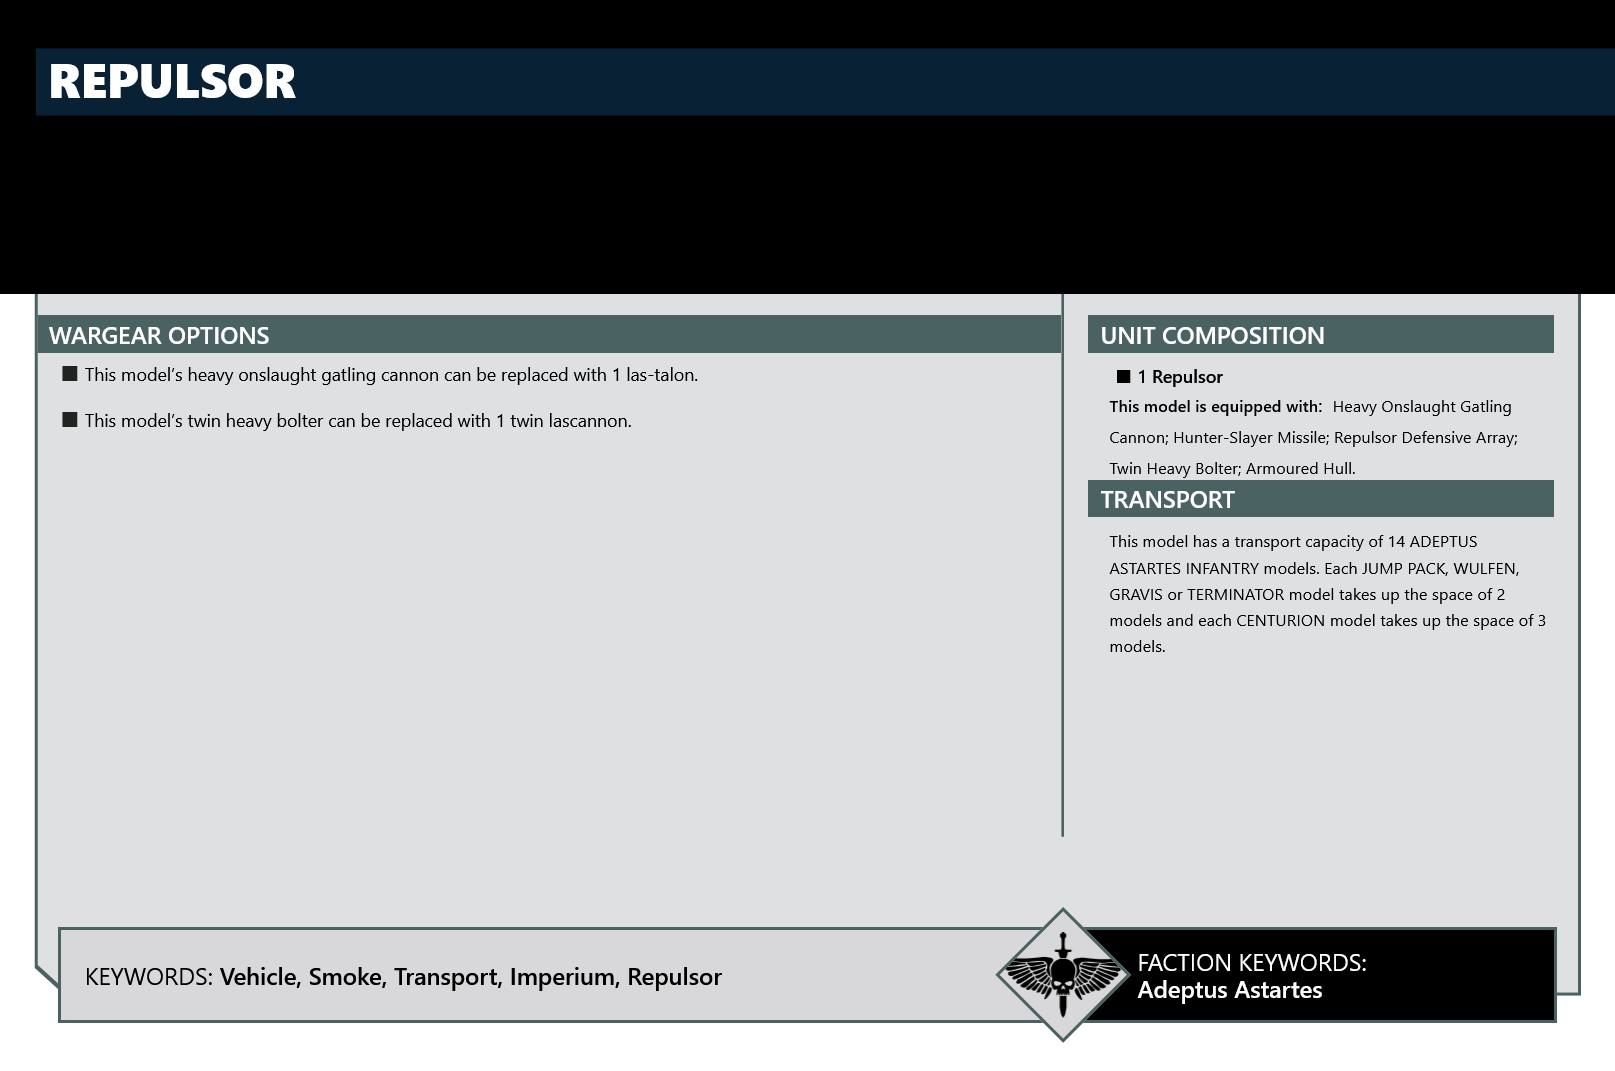 REPULSOR
WARGEAR OPTIONS
■ This model's heavy onslaught gatling cannon can be replaced with 1 las-talon.
■ This model's twin heavy bolter can be replaced with 1 twin lascannon.
UNIT COMPOSITION
■ 1 Repulsor
This model is equipped with: Heavy Onslaught Gatling
Cannon; Hunter-Slayer Missile; Repulsor Defensive Array;
Twin Heavy Bolter; Armoured Hull.
TRANSPORT
This model has a transport capacity of 14 ADEPTUS
ASTARTES INFANTRY models. Each JUMP PACK, WULFEN,
GRAVIS or TERMINATOR model takes up the space of 2
models and each CENTURION model takes up the space of 3
models.
KEYWORDS: Vehicle, Smoke, Transport, Imperium, Repulsor
FACTION KEYWORDS:
Adeptus Astartes